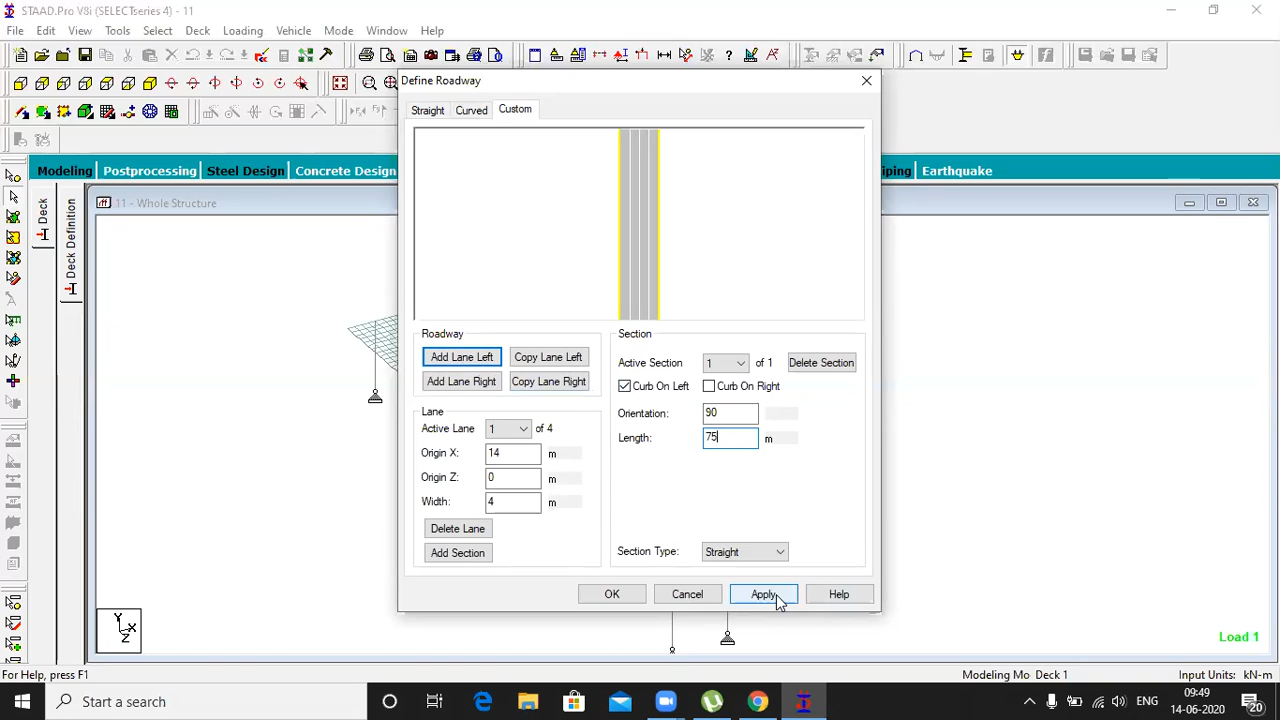 STAAD.Pro V8i (SELECTseries 4) - 11
File Edit View Tools Select Deck Loading Vehicle Mode Window Help
Define Roadway
Straight Curved Custom
Modeling Postprocessing Steel Design Concrete Design Earthquake
11 - Whole Structure
Deck
Deck Definition
Roadway
Add Lane Left Copy Lane Left
Add Lane Right Copy Lane Right
Lane
Active Lane 1 of 4
Origin X: 14 m
Origin Z: 0 m
Width: 4 m
Delete Lane
Add Section
Section
Active Section 1 of 1 Delete Section
Curb On Left Curb On Right
Orientation: 90
Length: 75 m
Section Type: Straight
OK Cancel Apply Help
Y X Z
Load 1
For Help, press F1 Modeling Mo Deck 1 Input Units: kN-m
Start a search
ENG
09:49
14-06-2020
20